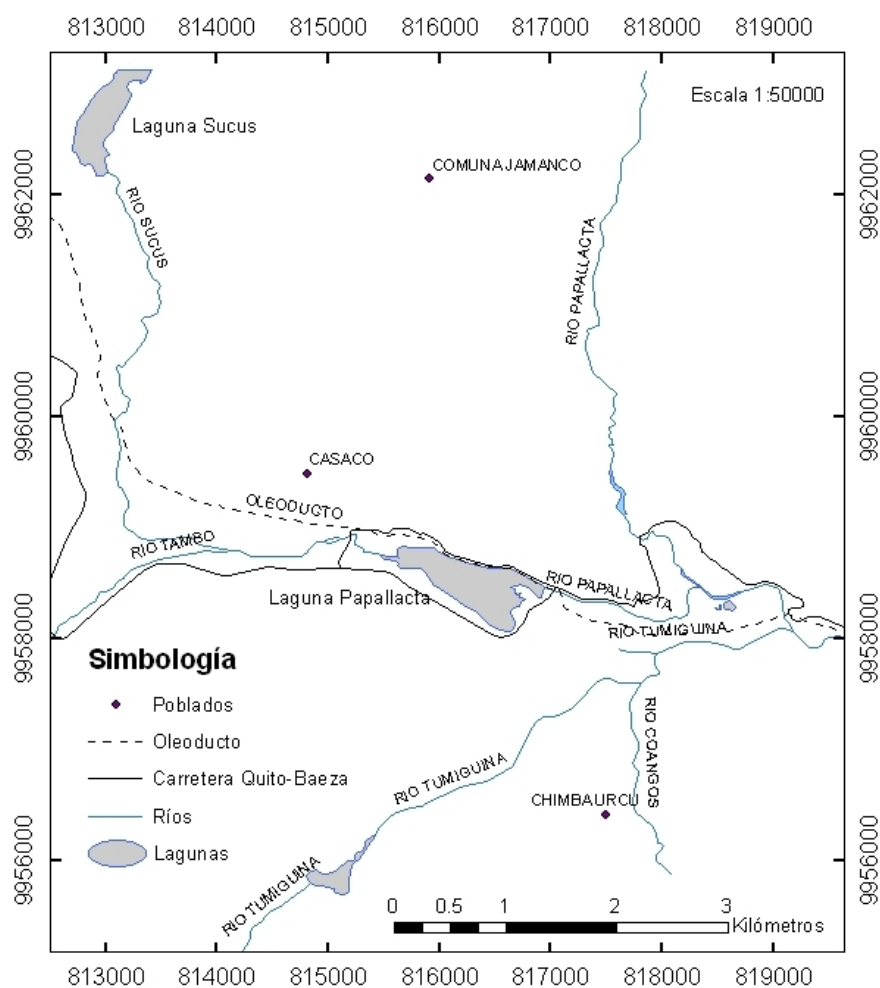 813000 814000 815000 816000 817000 818000 819000
Escala 1:50000
Laguna Sucus
COMUNA JAMANCO
9962000
9962000
RIO SUCUS
RIO PAPALLACTA
9960000
9960000
CASACO
OLEODUCTO
RIO TAMBO
RIO PAPALLACTA
Laguna Papallacta
RIO TUMIGUINA
9958000
9958000
Simbología
Poblados
Oleoducto
Carretera Quito-Baeza
Ríos
Lagunas
RIO COANGOS
RIO TUMIGUINA
CHIMBAURCU
9956000
9956000
RIO TUMIGUINA
0 0.5 1 2 3
Kilómetros
813000 814000 815000 816000 817000 818000 819000